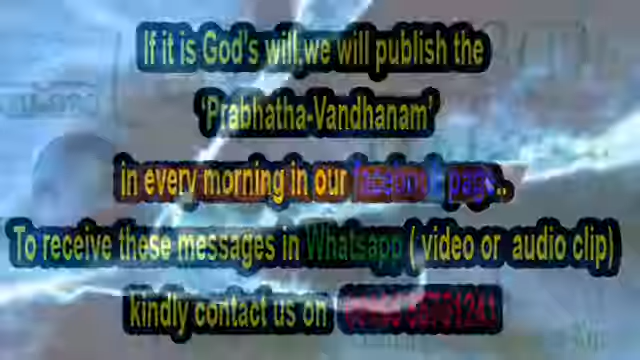 If it is God's will,we will publish the
'Prabhatha-Vandhanam'
in every morning in our facebook page..
To receive these messages in Whatsapp ( video or audio clip)
kindly contact us on